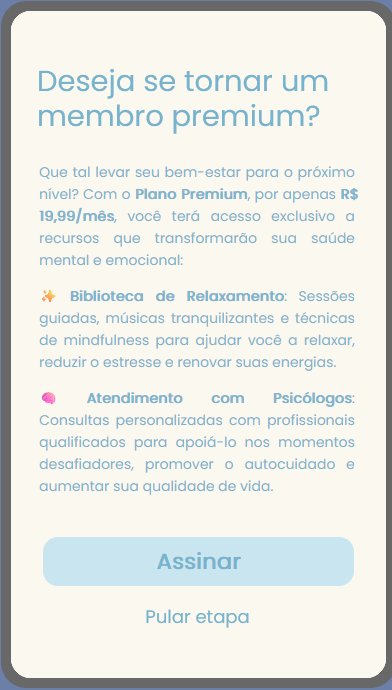 Deseja se tornar um
membro premium?
Que tal levar seu bem-estar para o próximo
nível? Com o Plano Premium, por apenas R$
19,99/mês, você terá acesso exclusivo a
recursos que transformarão sua saúde
mental e emocional:
✨ Biblioteca de Relaxamento: Sessões
guiadas, músicas tranquilizantes e técnicas
de mindfulness para ajudar você a relaxar,
reduzir o estresse e renovar suas energias.
🧠 Atendimento com Psicólogos:
Consultas personalizadas com profissionais
qualificados para apoiá-lo nos momentos
desafiadores, promover o autocuidado e
aumentar sua qualidade de vida.
Assinar
Pular etapa